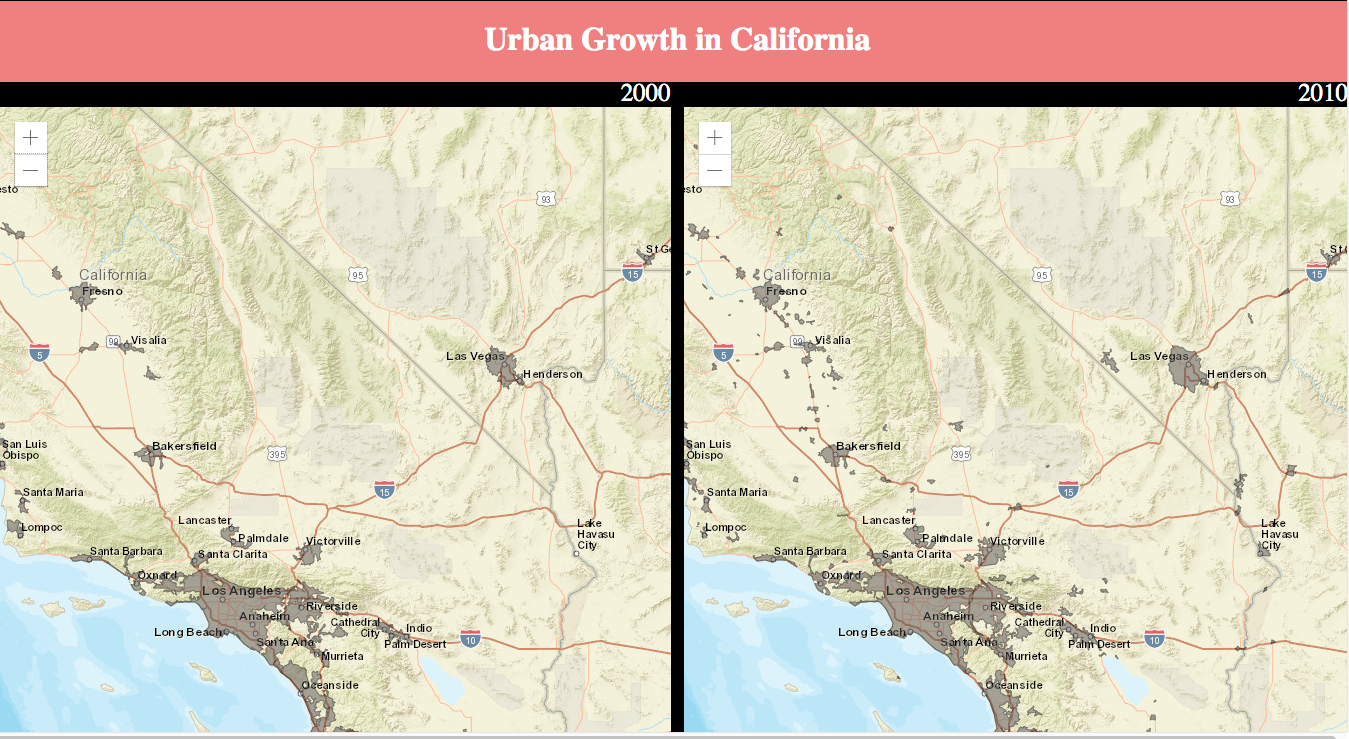 Urban Growth in California
2000
2010
+
−
esto
93
California
Fresno
95
St Ge
15
5
99
Visalia
Las Vegas
Henderson
San Luis
Obispo
Bakersfield
395
15
Santa Maria
Lompoc
Lancaster
Palmdale
Victorville
Lake
Havasu
City
Santa Barbara
Santa Clarita
Oxnard
Los Angeles
Riverside
Anaheim
Cathedral
City
Long Beach
Santa Ana
Indio
Palm Desert
10
Murrieta
Oceanside
+
−
esto
93
California
Fresno
95
St G
15
5
99
Visalia
Las Vegas
Henderson
San Luis
Obispo
Bakersfield
395
15
Santa Maria
Lompoc
Lancaster
Palmdale
Victorville
Lake
Havasu
City
Santa Barbara
Santa Clarita
Oxnard
Los Angeles
Riverside
Anaheim
Cathedral
City
Long Beach
Santa Ana
Indio
Palm Desert
10
Murrieta
Oceanside